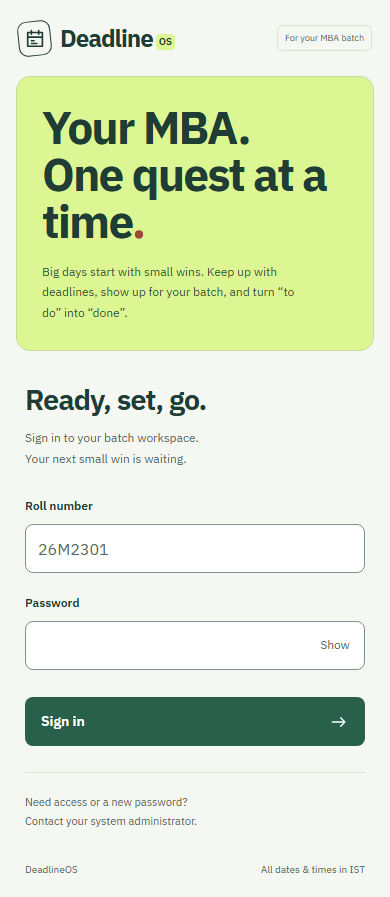 Deadline OS
For your MBA batch
Your MBA.
One quest at a
time.
Big days start with small wins. Keep up with
deadlines, show up for your batch, and turn “to
do” into “done”.
Ready, set, go.
Sign in to your batch workspace.
Your next small win is waiting.
Roll number
26M2301
Password
Show
Sign in →
Need access or a new password?
Contact your system administrator.
DeadlineOS
All dates & times in IST